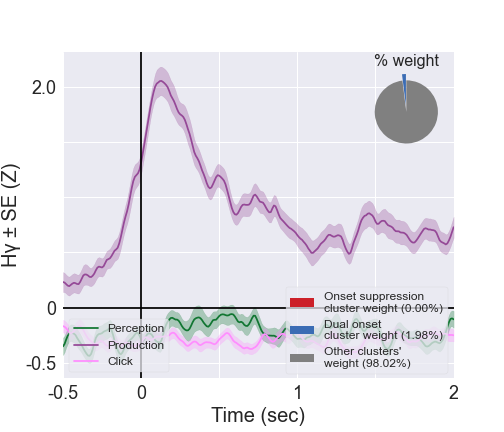 % weight
2.0
Hγ ± SE (Z)
0
-0.5
Perception
Production
Click
Onset suppression
cluster weight (0.00%)
Dual onset
cluster weight (1.98%)
Other clusters'
weight (98.02%)
-0.5 0 1 2
Time (sec)